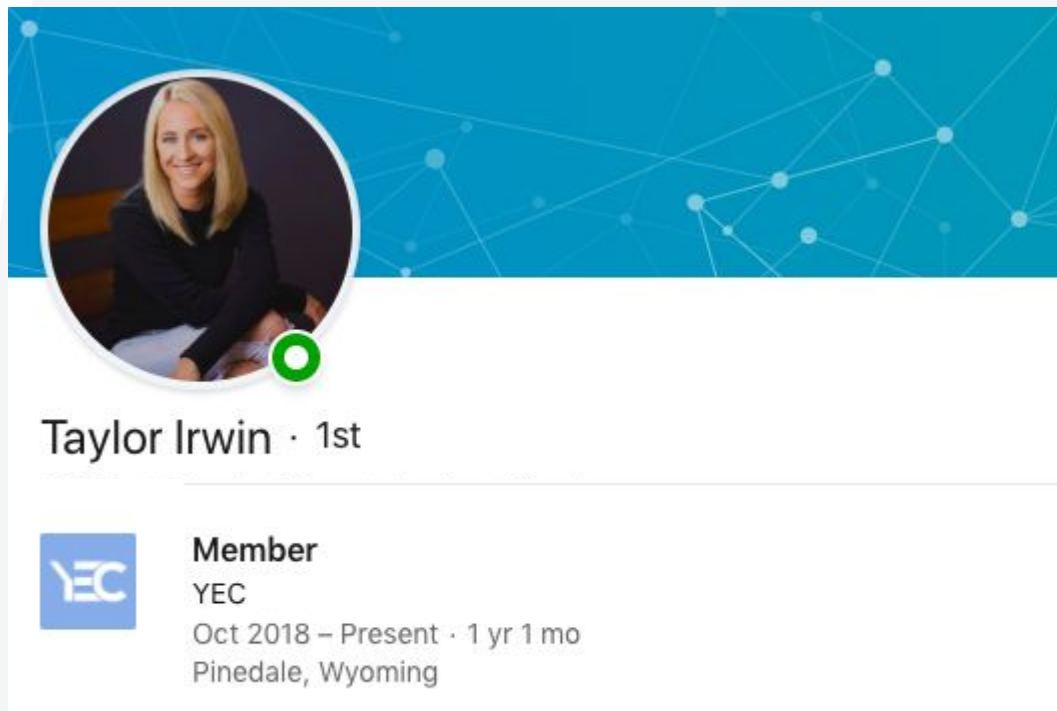 Taylor Irwin · 1st
YEC
Member
YEC
Oct 2018 – Present · 1 yr 1 mo
Pinedale, Wyoming